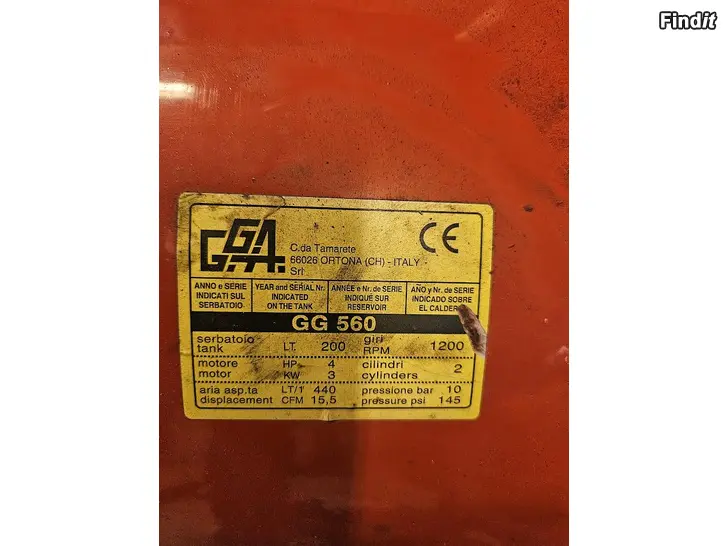 Findit
GGA.
CE
C.da Tamarete
66026 ORTONA (CH) - ITALY
Srl
ANNO e SERIE INDICATI SUL SERBATOIO
YEAR and SERIAL Nr. INDICATED ON THE TANK
ANNÉE e Nr. de SERIE INDIQUE SUR RESERVOIR
AÑO y Nr. de SERIE INDICADO SOBRE EL CALDER
GG 560
serbatoio tank LT. 200 giri RPM 1200
motore HP 4 cilindri 2
motor KW 3 cylinders
aria asp.ta LT/1' 440 pressione bar 10
displacement CFM 15,5 pressure psi 145